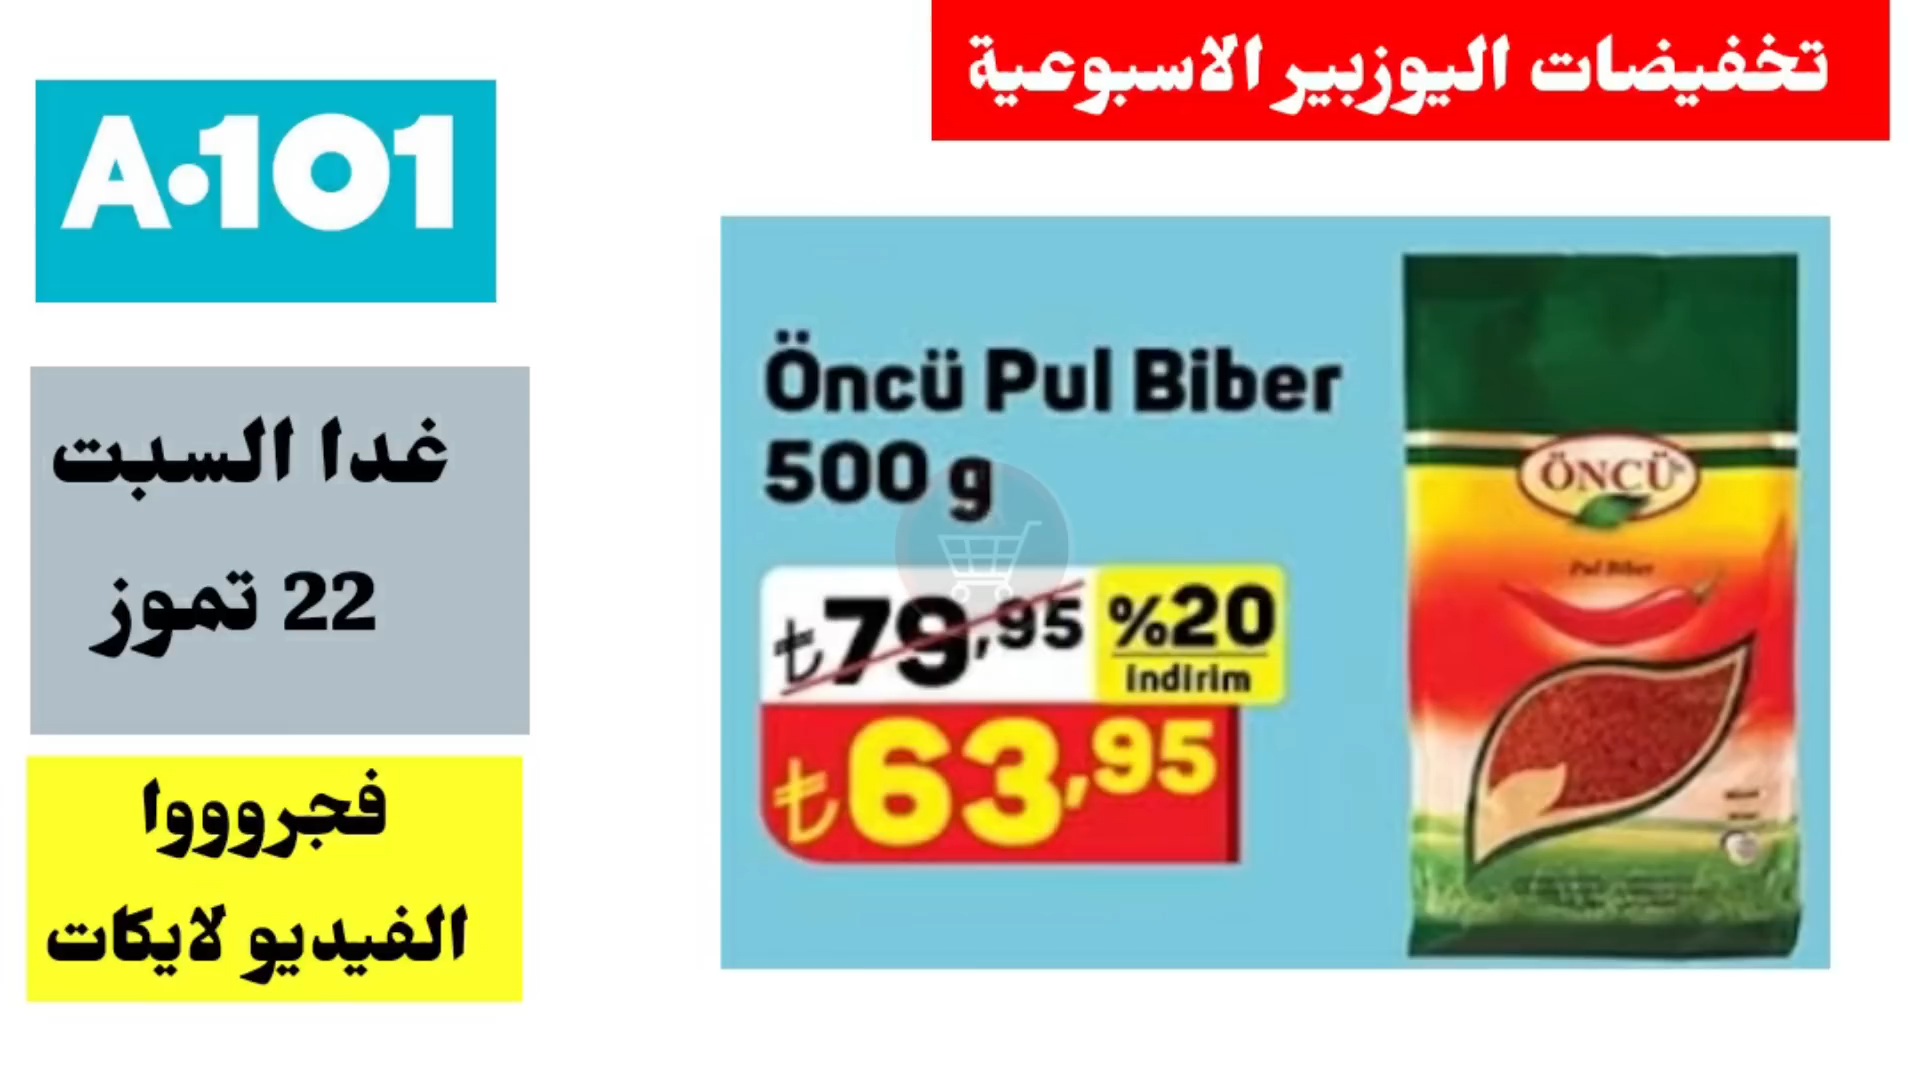 تخفيضات اليوزبير الاسبوعية
A101
غدا السبت
22 تموز
فجروووا
الفيديو لايكات
Öncü Pul Biber
500 g
₺79,95
%20
indirim
₺63,95
ÖNCÜ
Pul Biber